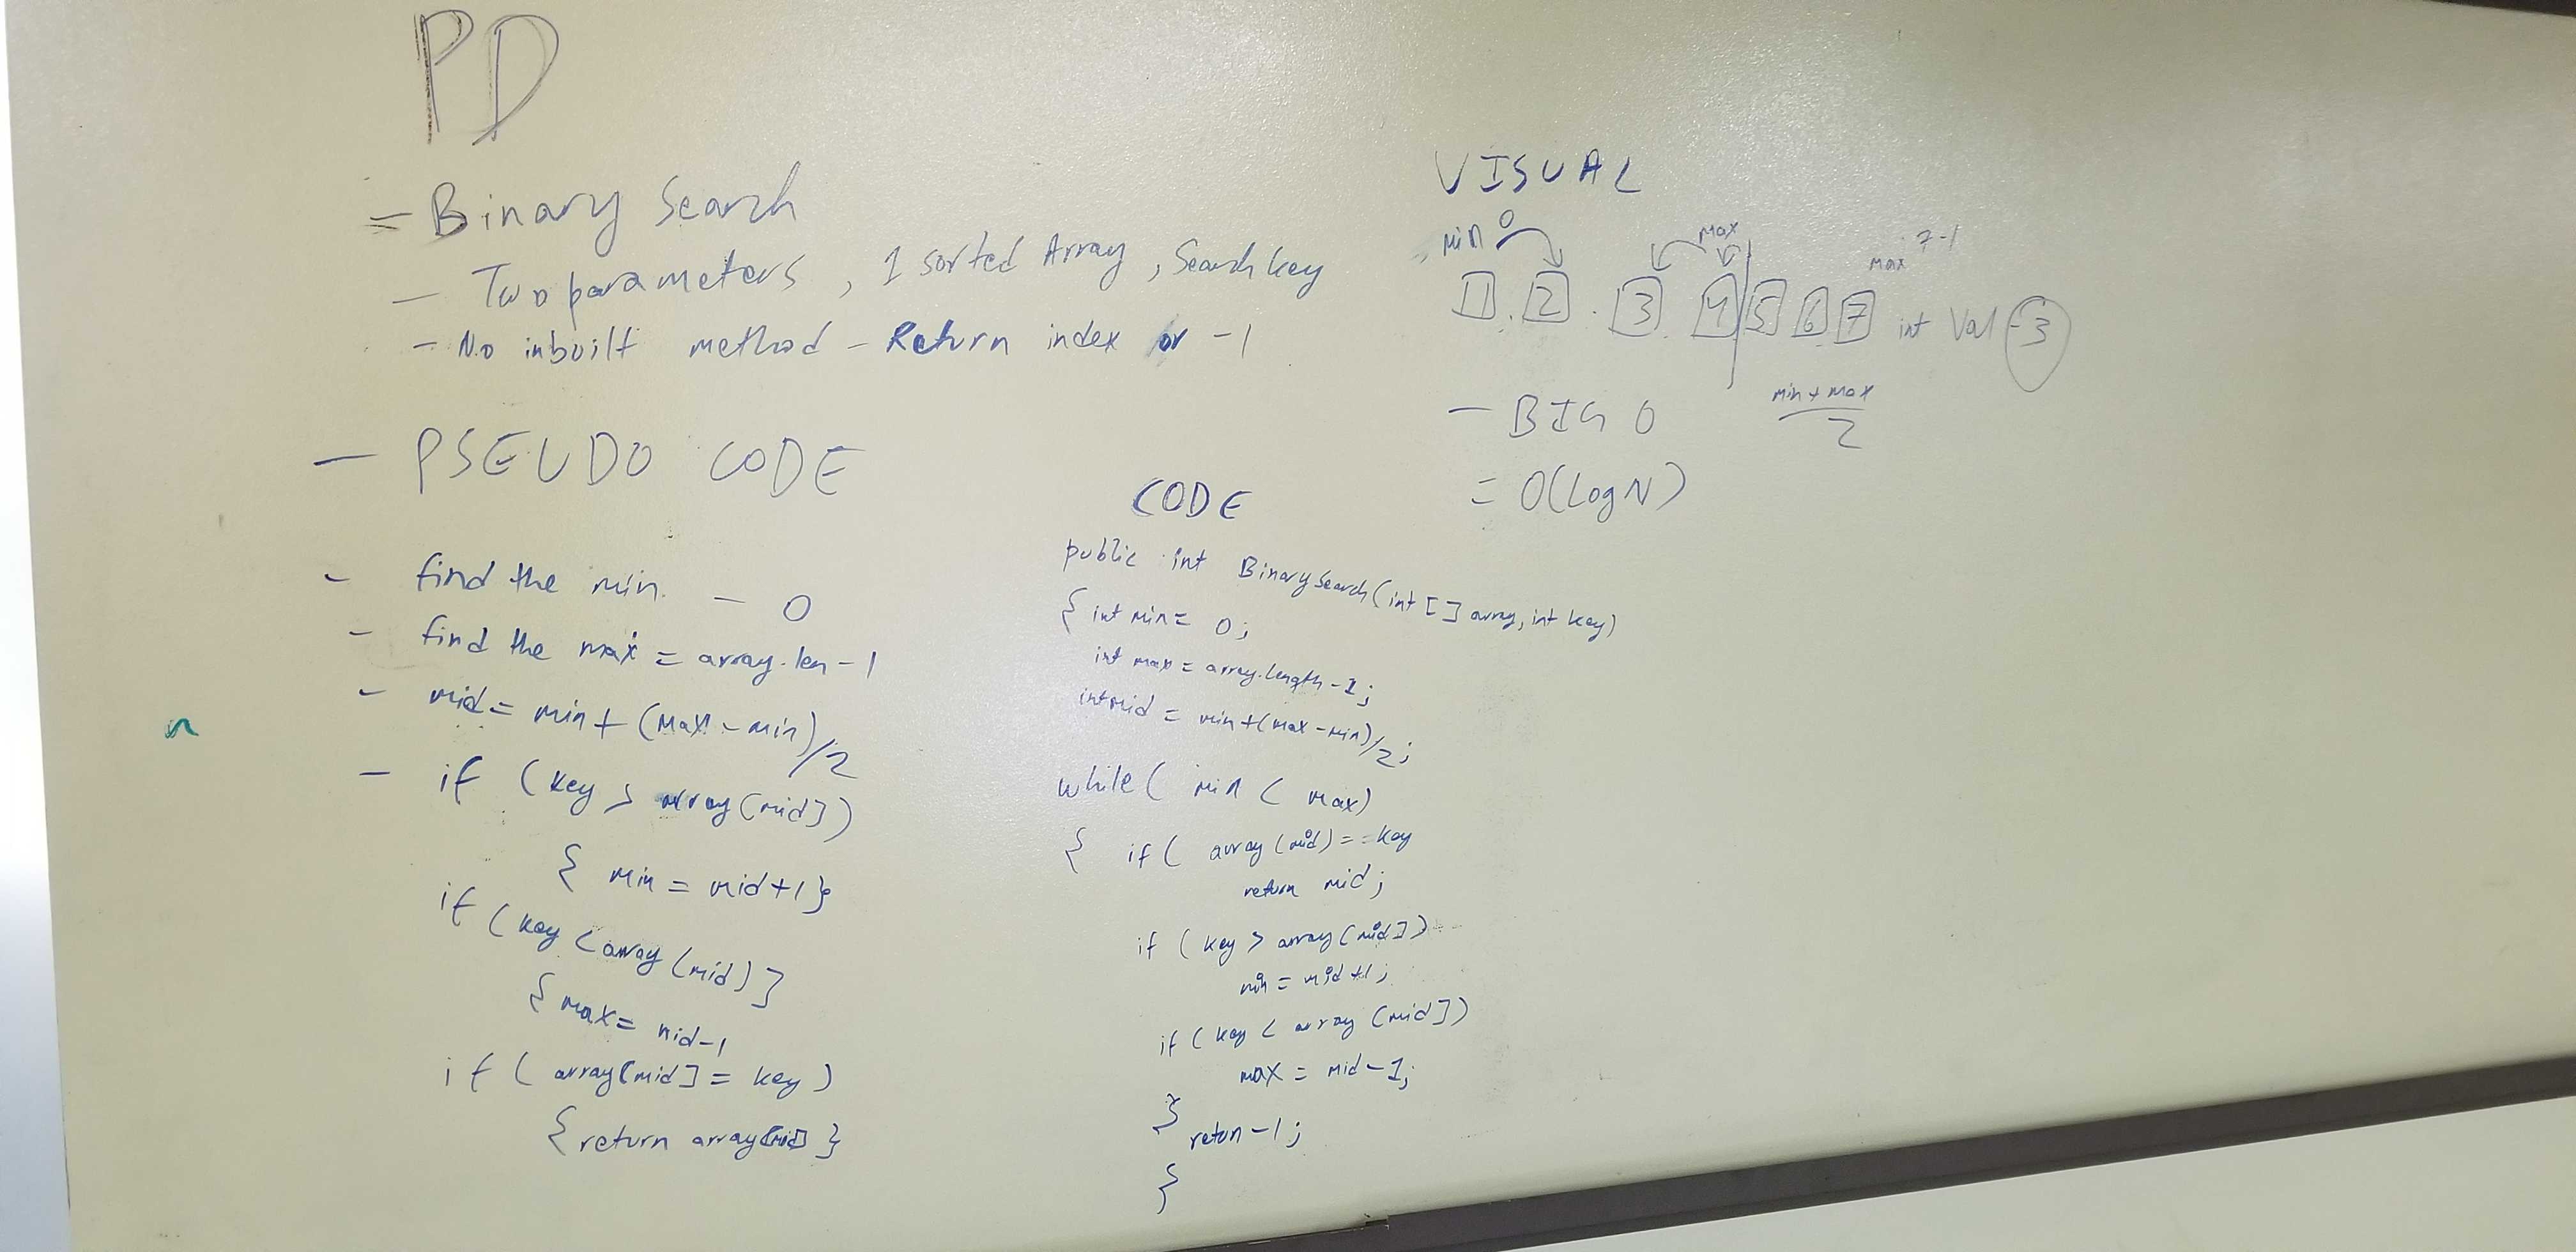 PD
= Binary Search
- Two parameters, 1 sorted Array, Search key
- No inbuilt method - Return index or -1
- PSEUDO CODE
- find the min. - 0
- find the max = array.len-1
- mid = min + (max - min)/2
- if (key > array(mid])
{ min = mid+1}
if (key < array(mid)]
{ max = mid-1
if ( array[mid] = key )
{ return array[mid] }
CODE
public int BinarySearch(int [] array, int key)
{ int min = 0;
int max = array.length-1;
int mid = min+(max-min)/2;
while ( min < max)
{ if ( array (mid) == key
return mid;
if ( key > array (mid])
min = mid +1;
if ( key < array (mid])
max = mid-1;
}
retun -1;
}
VISUAL
min 0 max max 7-1
1 2 3 4 5 6 7 int Val 3
- BIG O
min + max
2
= O(LogN)